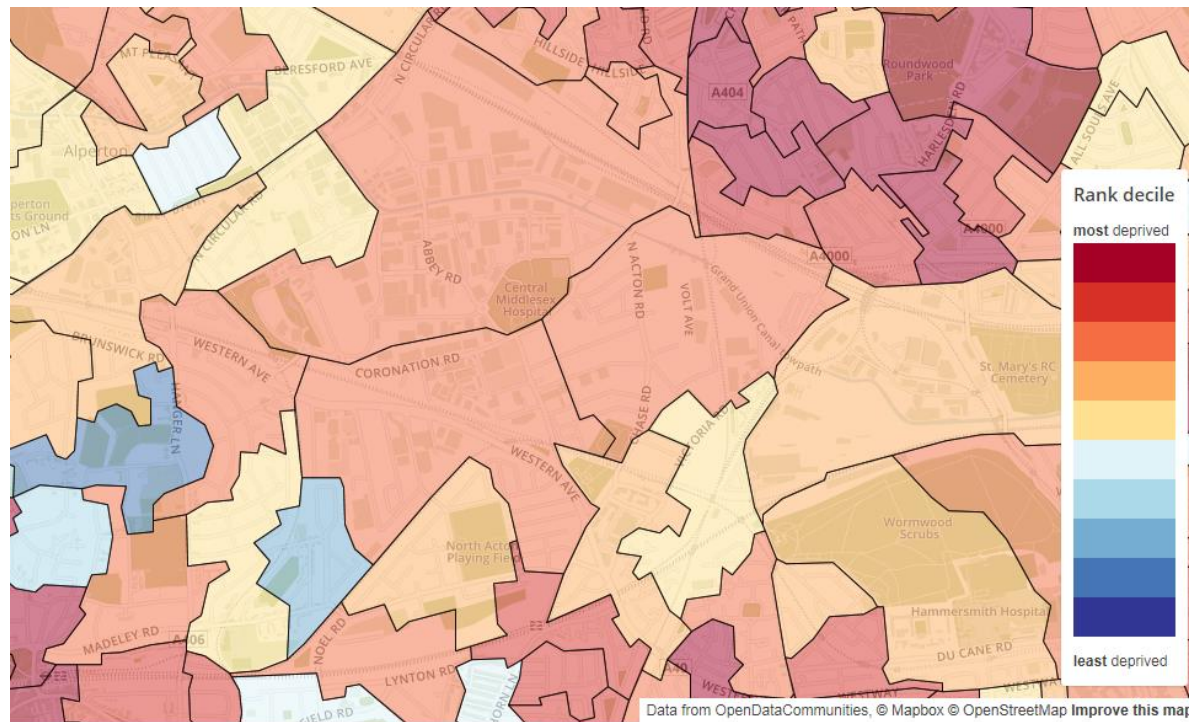 MT PLEASANT
N CIRCULAR RD
BERESFORD AVE
HILLSIDE
HILLSIDE
Roundwood
Park
A404
HARLESDEN RD
ALL SOULS AVE
Alperton
N CIRCULAR RD
ABBEY RD
Central
Middlesex
Hospital
N ACTON RD
VOLT AVE
Grand Union Canal Towpath
A4000
A4000
BRUNSWICK RD
WESTERN AVE
CORONATION RD
St. Mary's RC
Cemetery
HANGER LN
CHASE RD
VICTORIA RD
WESTERN AVE
North Acton
Playing Field
Wormwood
Scrubs
Hammersmith Hospital
DU CANE RD
MADELEY RD
A406
NOEL RD
LYNTON RD
A40
WESTWAY
Rank decile
most deprived
least deprived
Data from OpenDataCommunities, © Mapbox © OpenStreetMap Improve this map